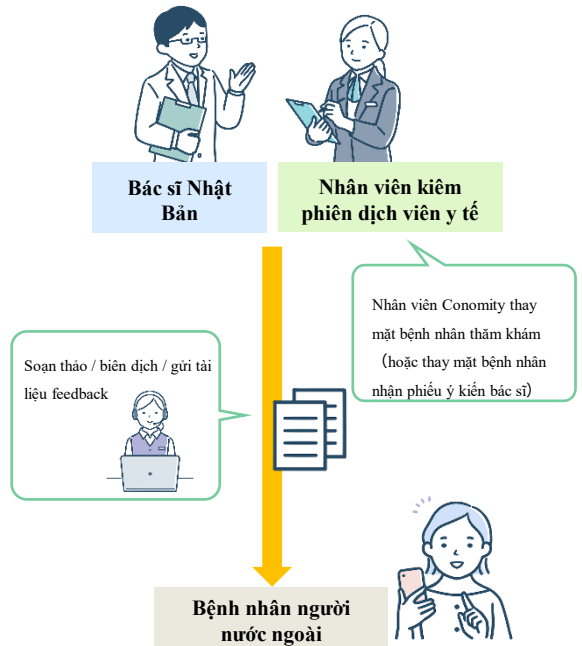 Bác sĩ Nhật
Bản
Nhân viên kiêm
phiên dịch viên y tế
Nhân viên Conomity thay
mặt bệnh nhân thăm khám
（hoặc thay mặt bệnh nhân
nhận phiếu ý kiến bác sĩ）
Soạn thảo / biên dịch / gửi tài
liệu feedback
Bệnh nhân người
nước ngoài